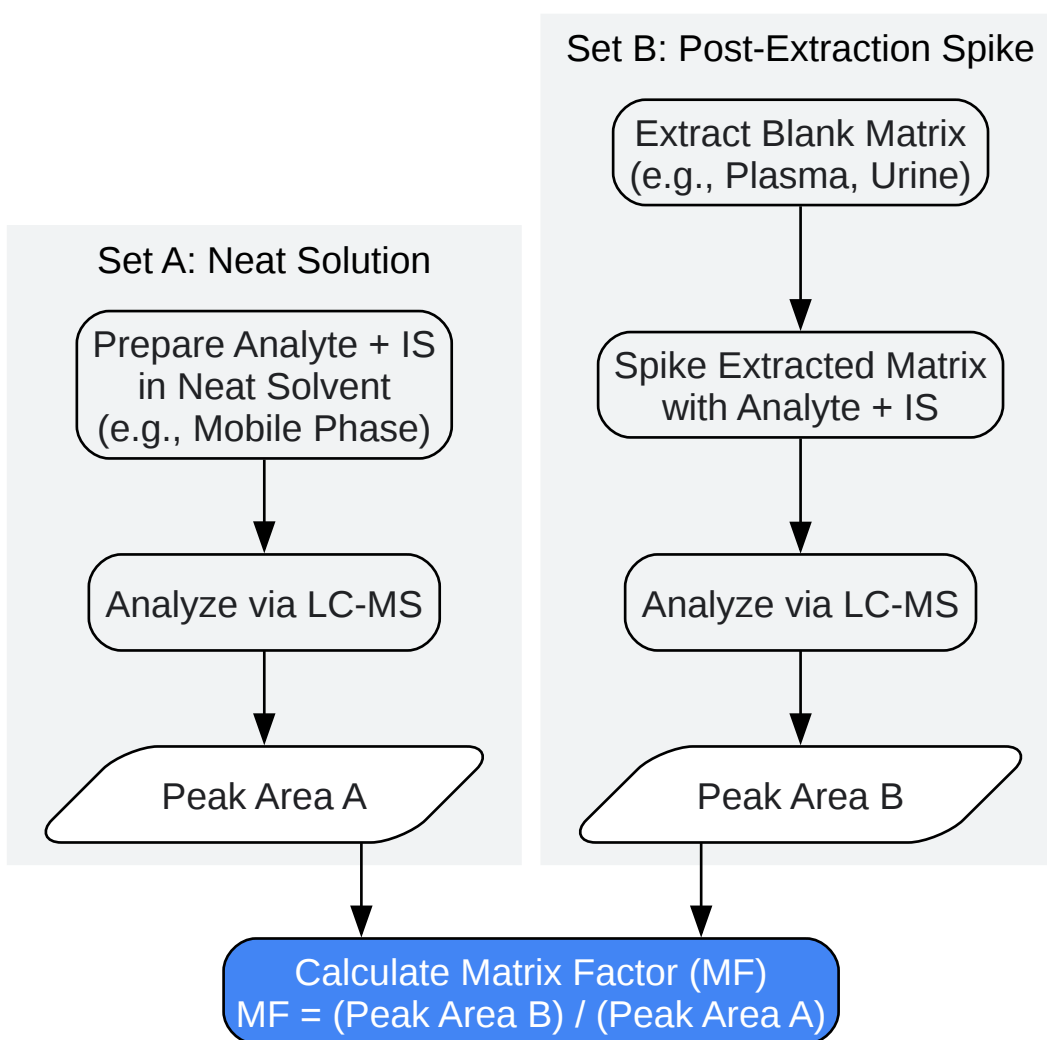 Set A: Neat Solution
Prepare Analyte + IS
in Neat Solvent
(e.g., Mobile Phase)
Analyze via LC-MS
Peak Area A
Set B: Post-Extraction Spike
Extract Blank Matrix
(e.g., Plasma, Urine)
Spike Extracted Matrix
with Analyte + IS
Analyze via LC-MS
Peak Area B
Calculate Matrix Factor (MF)
MF = (Peak Area B) / (Peak Area A)